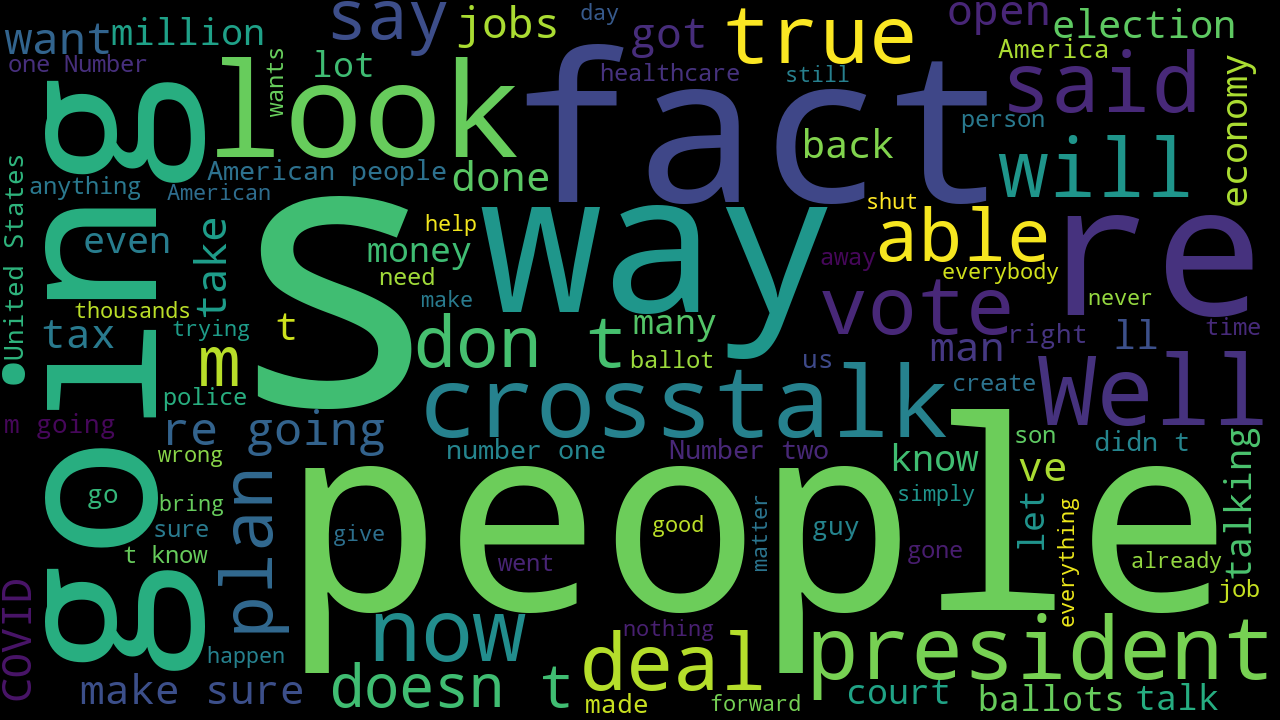 say
jobs
day
got
true
open
election
want
million
one Number
wants
lot
look
fact
healthcare
still
America
said
economy
going
United States
anything
American people
American
done
back
person
will
even
take
help
money
need
make
S
way
shut
able
away
everybody
re
never
thousands
tax
trying
t
m
don t
many
ballot
us
vote
man
right
ll
time
police
m going
re going
crosstalk
create
Well
wrong
number one
Number two
know
son
didn t
ve
talking
go
bring
sure
t know
plan
people
give
went
good
matter
guy
simply
gone
let
everything
already
job
COVID
happen
make sure
now
doesn t
nothing
deal
made
forward
president
court
ballots
talk